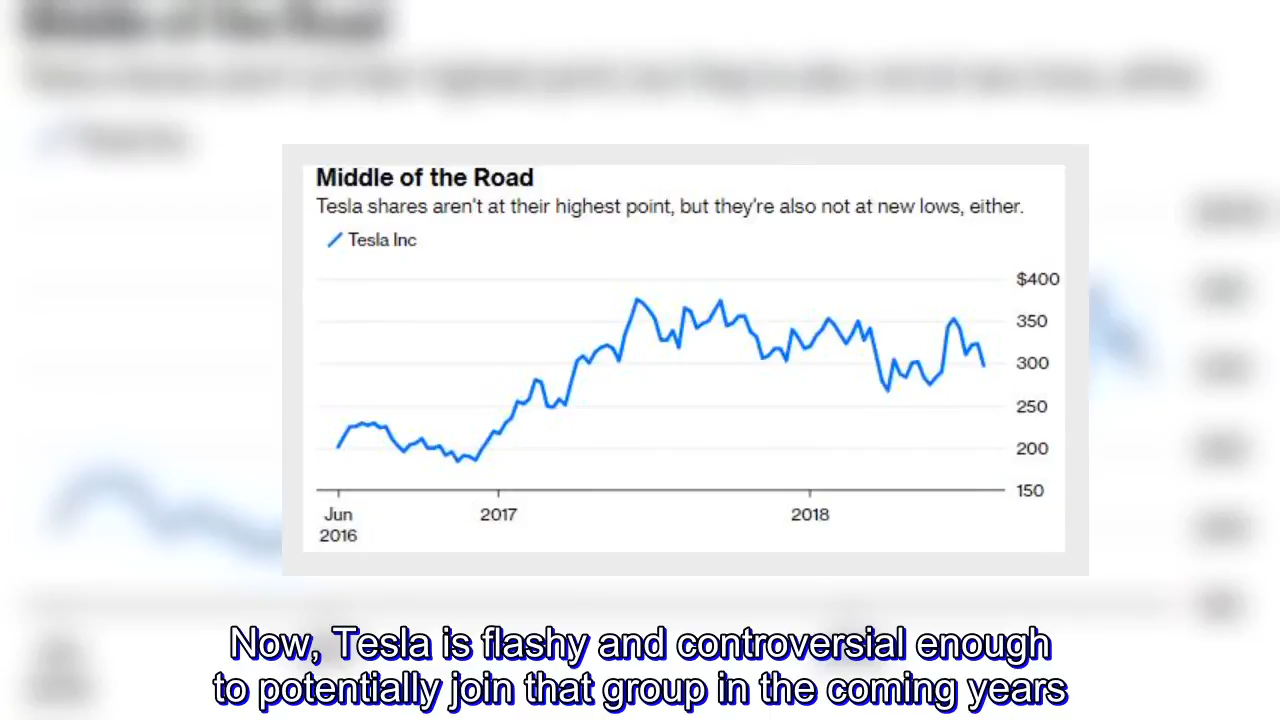 Middle of the Road
Tesla shares aren't at their highest point, but they're also not at new lows, either.
Tesla Inc
$400
350
300
250
200
150
Jun 2017 2018
2016
Now, Tesla is flashy and controversial enough
to potentially join that group in the coming years